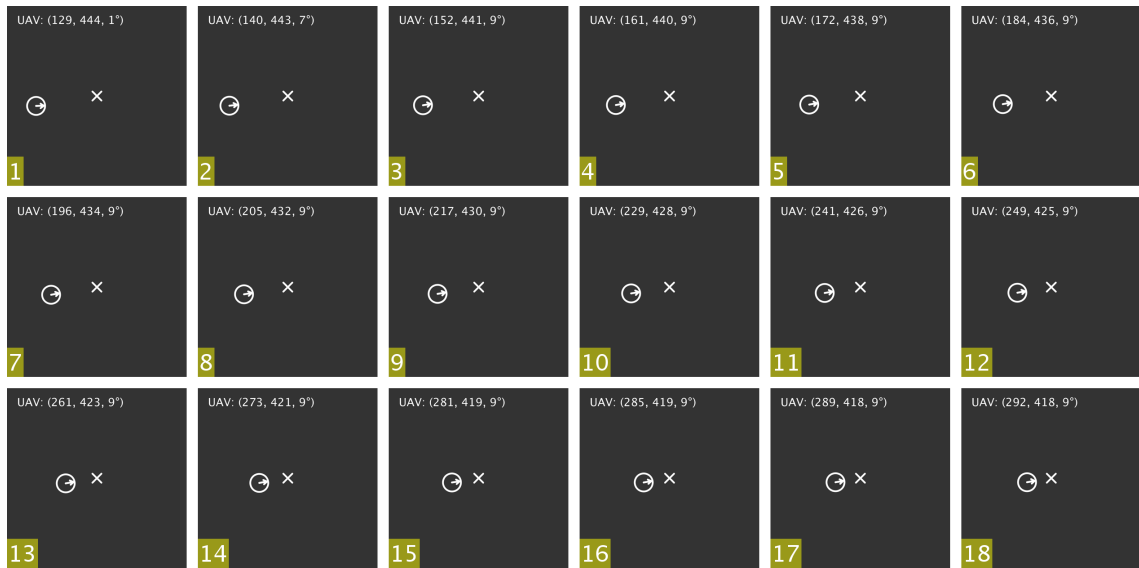 UAV: (129, 444, 1°)
1
UAV: (140, 443, 7°)
2
UAV: (152, 441, 9°)
3
UAV: (161, 440, 9°)
4
UAV: (172, 438, 9°)
5
UAV: (184, 436, 9°)
6
UAV: (196, 434, 9°)
7
UAV: (205, 432, 9°)
8
UAV: (217, 430, 9°)
9
UAV: (229, 428, 9°)
10
UAV: (241, 426, 9°)
11
UAV: (249, 425, 9°)
12
UAV: (261, 423, 9°)
13
UAV: (273, 421, 9°)
14
UAV: (281, 419, 9°)
15
UAV: (285, 419, 9°)
16
UAV: (289, 418, 9°)
17
UAV: (292, 418, 9°)
18